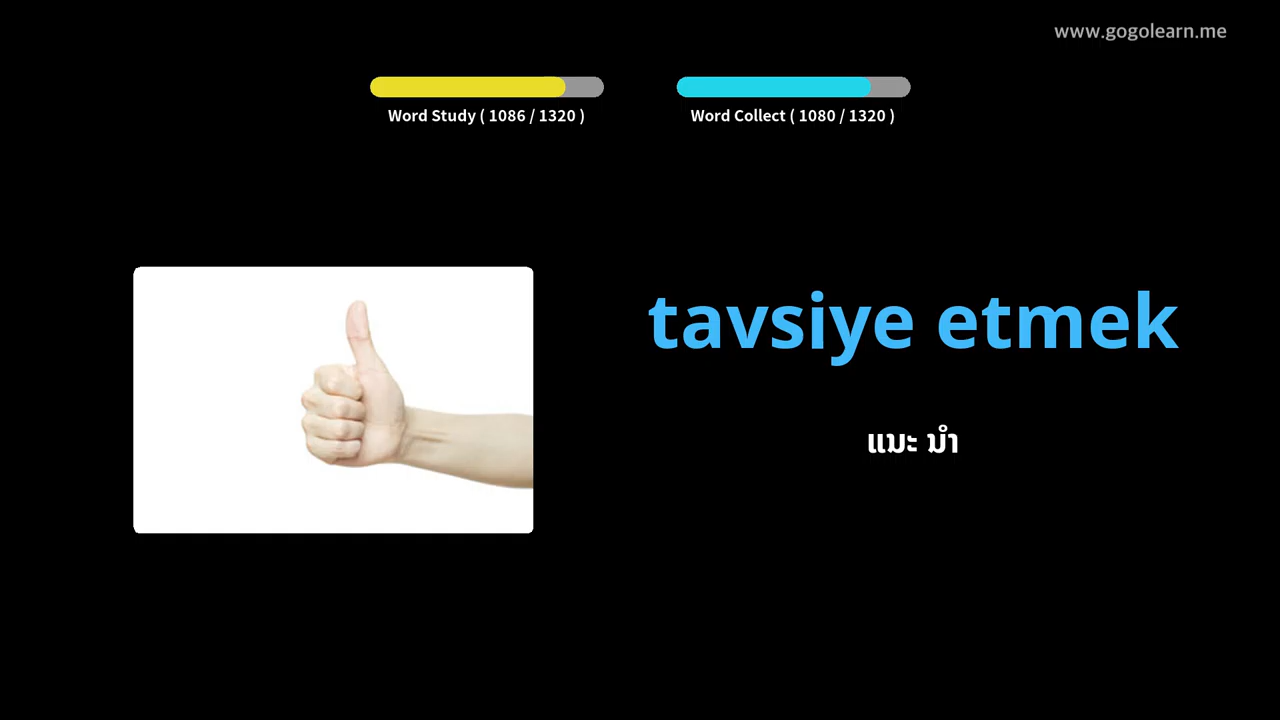 www.gogolearn.me
Word Study ( 1086 / 1320 )
Word Collect ( 1080 / 1320 )
tavsiye etmek
ແນະ ນຳ